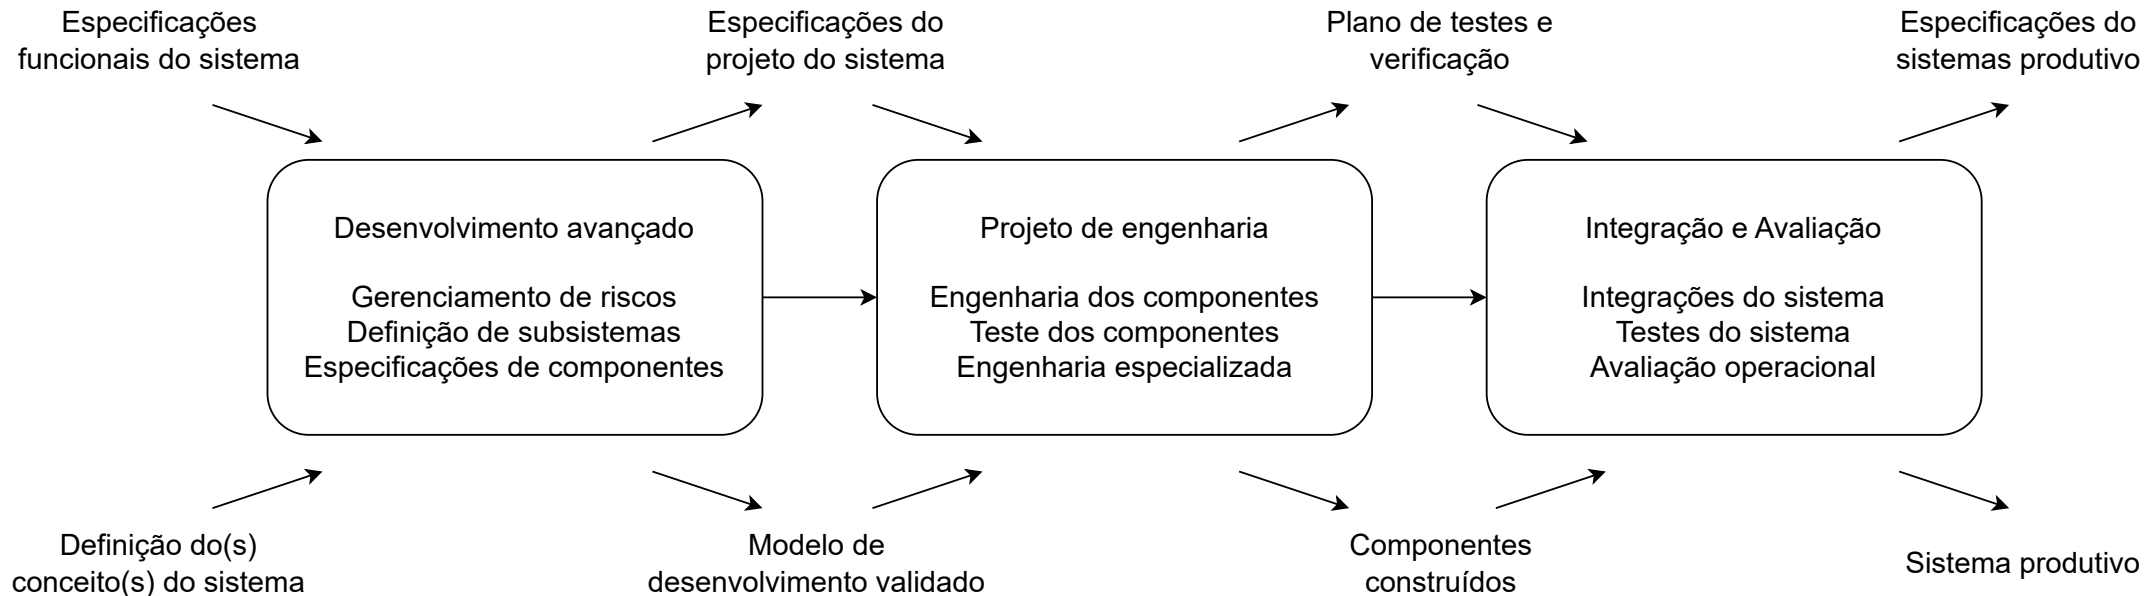 Especificações
funcionais do sistema
Especificações do
projeto do sistema
Plano de testes e
verificação
Especificações do
sistemas produtivo
Desenvolvimento avançado
Gerenciamento de riscos
Definição de subsistemas
Especificações de componentes
Projeto de engenharia
Engenharia dos componentes
Teste dos componentes
Engenharia especializada
Integração e Avaliação
Integrações do sistema
Testes do sistema
Avaliação operacional
Definição do(s)
conceito(s) do sistema
Modelo de
desenvolvimento validado
Componentes
construídos
Sistema produtivo